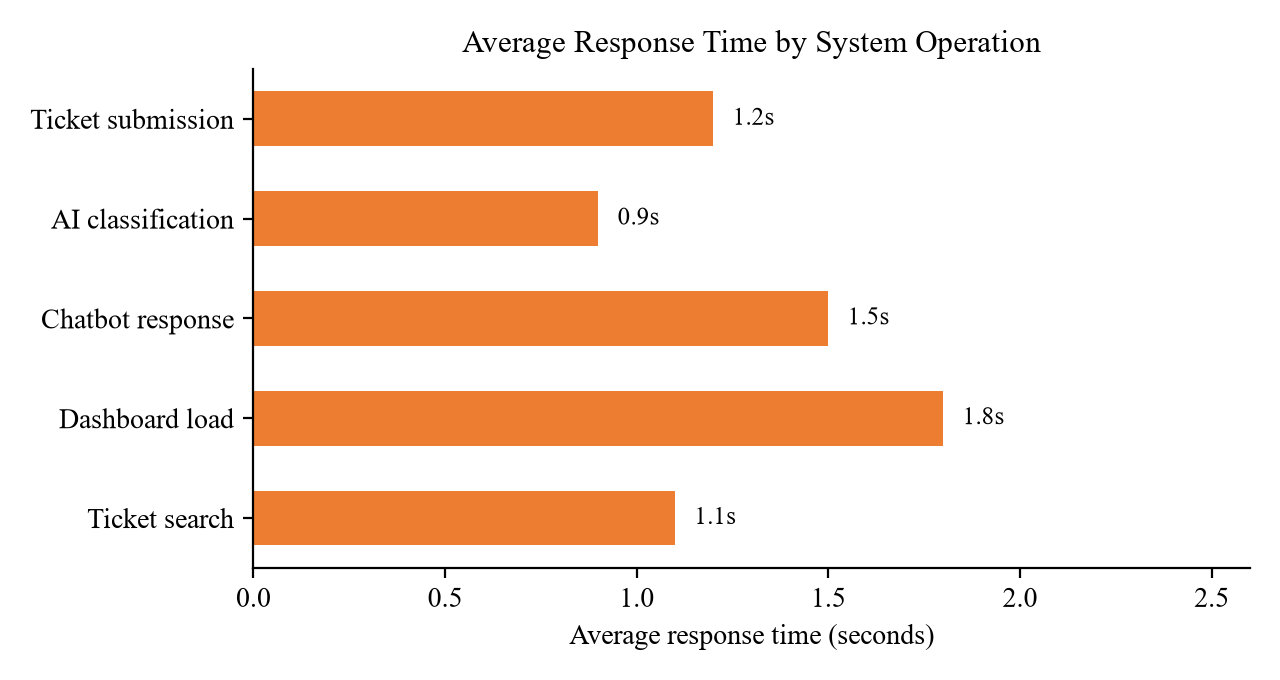 Average Response Time by System Operation
Ticket submission
1.2s
AI classification
0.9s
Chatbot response
1.5s
Dashboard load
1.8s
Ticket search
1.1s
0.0 0.5 1.0 1.5 2.0 2.5
Average response time (seconds)